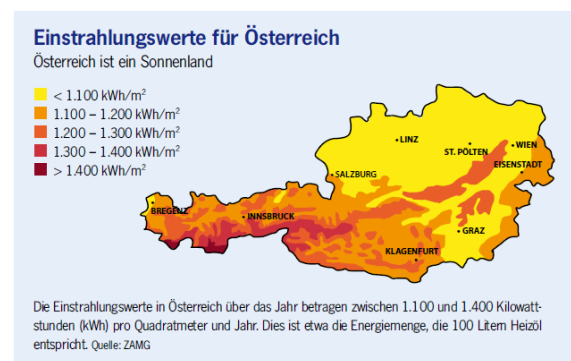 Einstrahlungswerte für Österreich
Österreich ist ein Sonnenland
< 1.100 kWh/m²
1.100 – 1.200 kWh/m²
1.200 – 1.300 kWh/m²
1.300 – 1.400 kWh/m²
> 1.400 kWh/m²
LINZ
ST. PÖLTEN
WIEN
EISENSTADT
SALZBURG
BREGENZ
INNSBRUCK
GRAZ
KLAGENFURT
Die Einstrahlungswerte in Österreich über das Jahr betragen zwischen 1.100 und 1.400 Kilowatt-
stunden (kWh) pro Quadratmeter und Jahr. Dies ist etwa die Energiemenge, die 100 Litern Heizöl
entspricht. Quelle: ZAMG